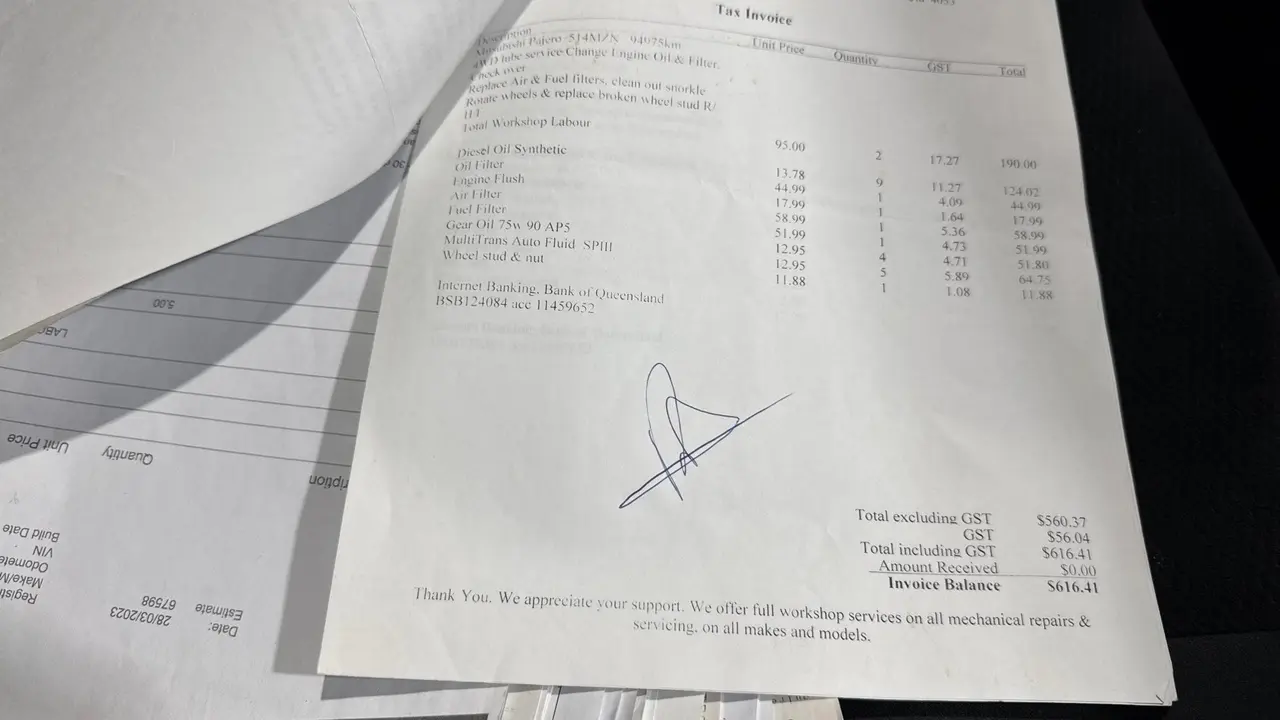 Tax Invoice
Description Unit Price Quantity GST Total
Mitsubishi Pajero 5J4MZN 94975km
4WD lube service Change Engine Oil & Filter.
Check over
Replace Air & Fuel filters, clean out snorkle
Rotate wheels & replace broken wheel stud R/
Total Workshop Labour 95.00 2 17.27 190.00
Diesel Oil Synthetic 13.78 9 11.27 124.02
Oil Filter 44.99 1 4.09 44.99
Engine Flush 17.99 1 1.64 17.99
Air Filter 58.99 1 5.36 58.99
Fuel Filter 51.99 1 4.73 51.99
Gear Oil 75w 90 AP5 12.95 4 4.71 51.80
MultiTrans Auto Fluid SPIII 12.95 5 5.89 64.75
Wheel stud & nut 11.88 1 1.08 11.88
Internet Banking, Bank of Queensland
BSB124084 acc 11459652
Total excluding GST $560.37
GST $56.04
Total including GST $616.41
Amount Received $0.00
Invoice Balance $616.41
Thank You. We appreciate your support. We offer full workshop services on all mechanical repairs &
servicing, on all makes and models.
5.00
Quantity Unit Price
Build Date
VIN
Estimate 67598
Date: 28/03/2023